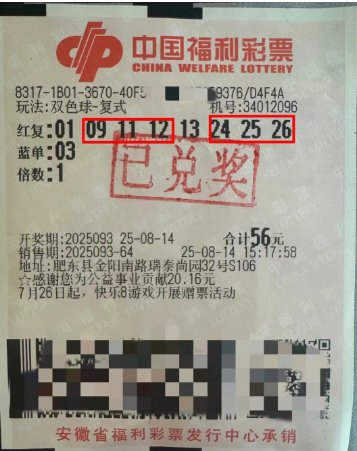 中国福利彩票
CHINA WELFARE LOTTERY
8317-1B01-3670-40F5 59376/D4F4A
玩法:双色球-复式 机号:34012096
红复:01 09 11 12 13 24 25 26
蓝单:03
倍数:1
已兑奖
开奖期:2025093 25-08-14 合计56元
销售期:2025093-64 25-08-14 15:17:58
地址:肥东县金阳南路瑞泰尚园32号S106
☆感谢您为公益事业贡献20.16元
7月26日起，快乐8游戏开展赠票活动
安徽省福利彩票发行中心承销